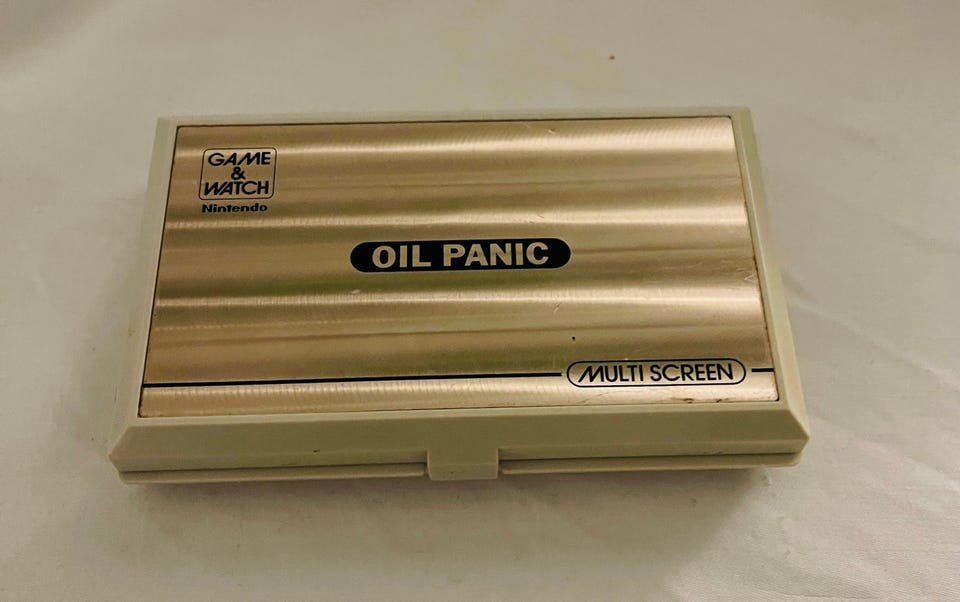 GAME
&
WATCH
Nintendo
OIL PANIC
MULTI SCREEN